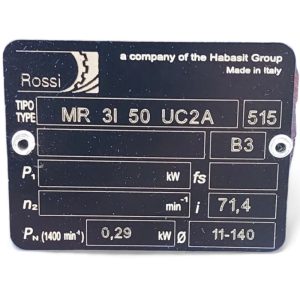 Rossi
a company of the Habasit Group
Made in Italy
TIPO
TYPE
MR 3I 50 UC2A
515
B3
P1 kW fs
n2 min-1 i 71,4
PN (1400 min-1) 0,29 kW Ø 11-140